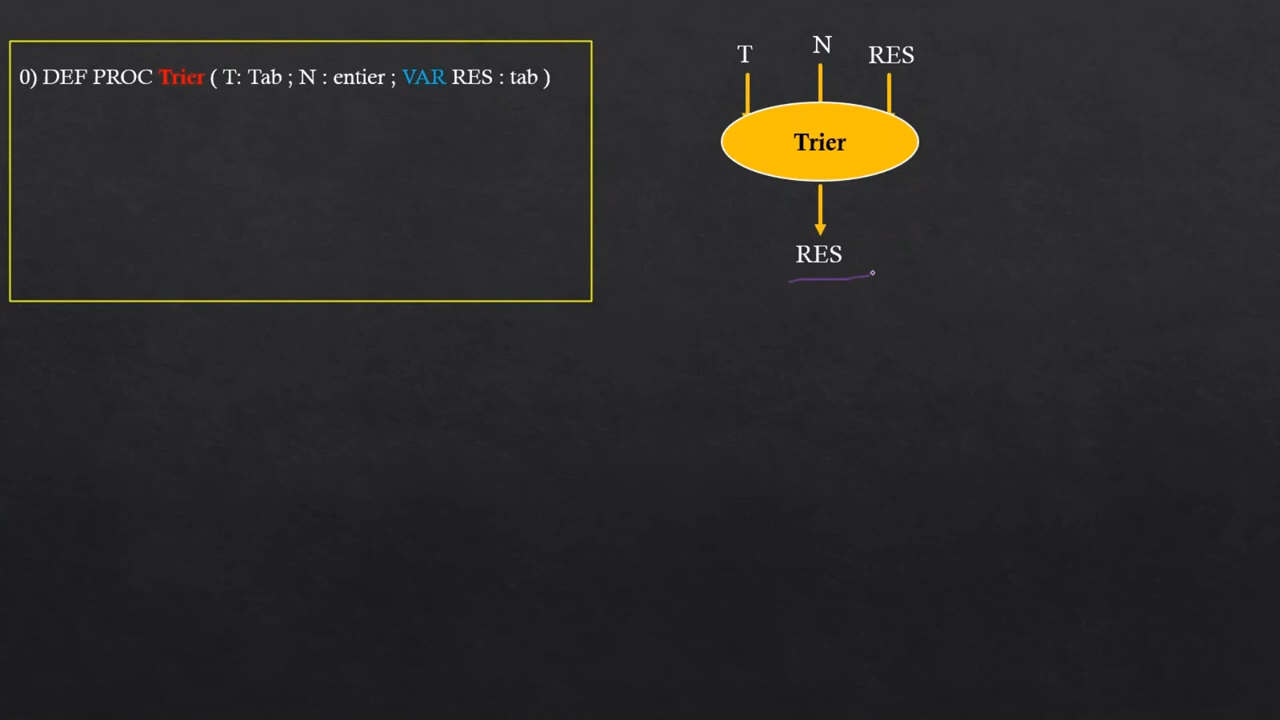 0) DEF PROC Trier ( T: Tab ; N : entier ; VAR RES : tab )
T
N
RES
Trier
RES